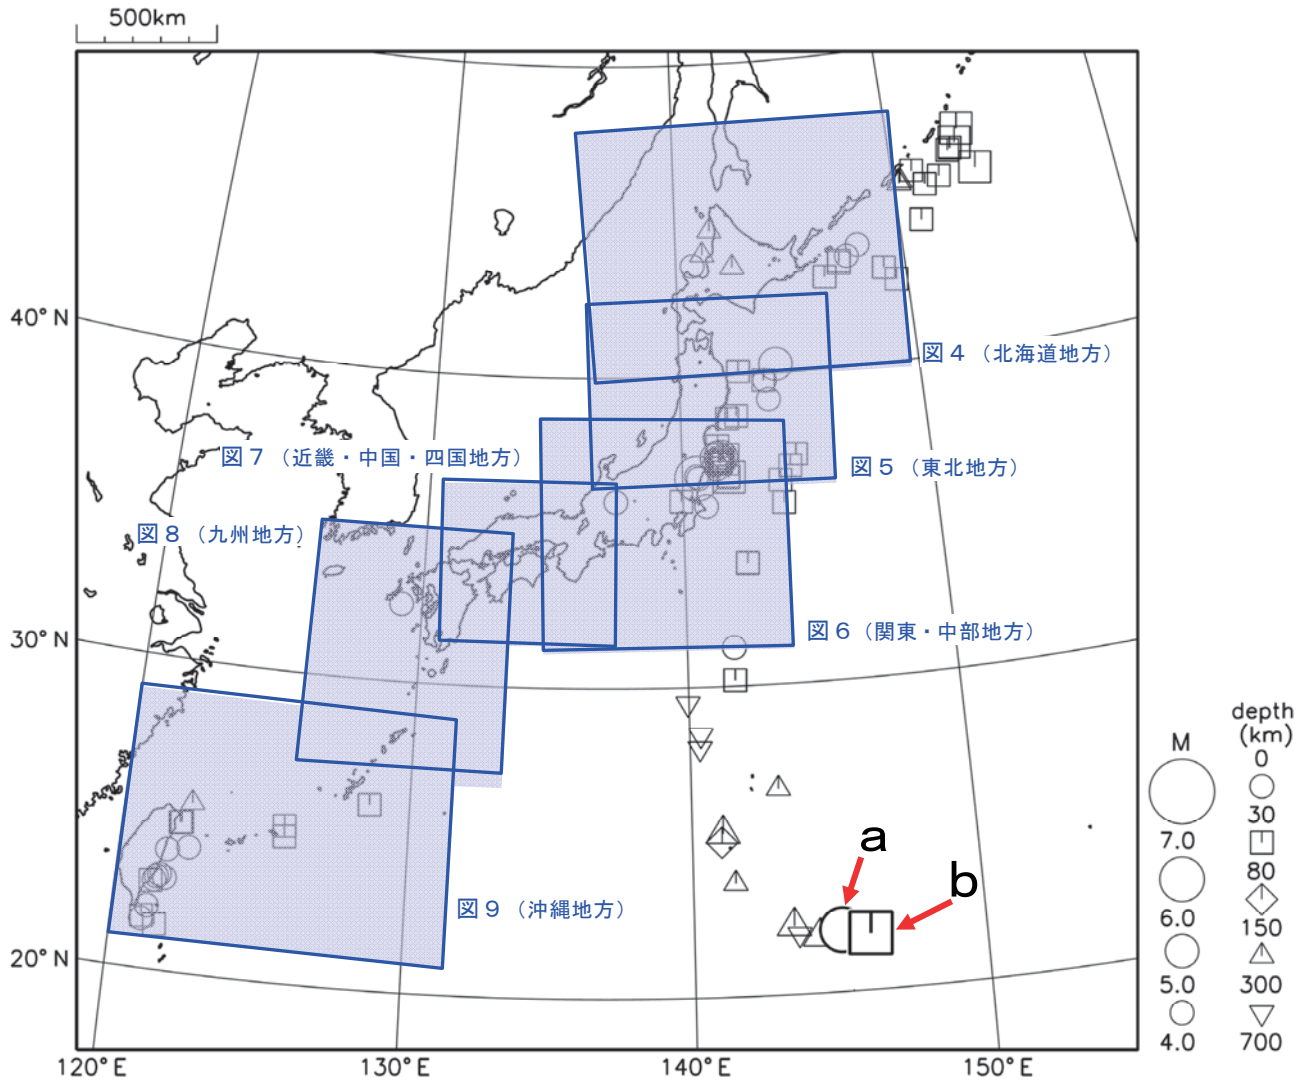 500km
40°N
図4（北海道地方）
図7（近畿・中国・四国地方）
図5（東北地方）
図8（九州地方）
30°N
図6（関東・中部地方）
図9（沖縄地方）
a
b
20°N
120°E
130°E
140°E
150°E
M
7.0
6.0
5.0
4.0
depth
(km)
0
30
80
150
300
700